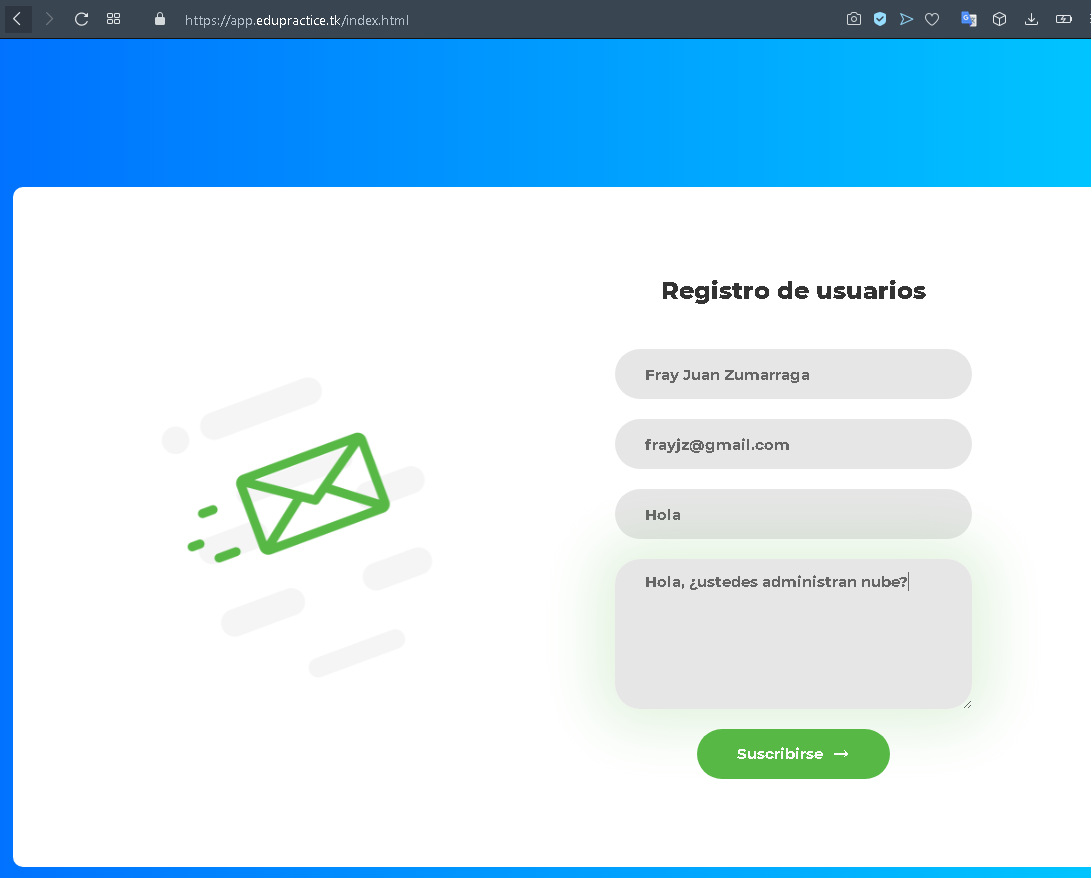 https://app.edupractice.tk/index.html
Registro de usuarios
Fray Juan Zumarraga
frayjz@gmail.com
Hola
Hola, ¿ustedes administran nube?
Suscribirse →